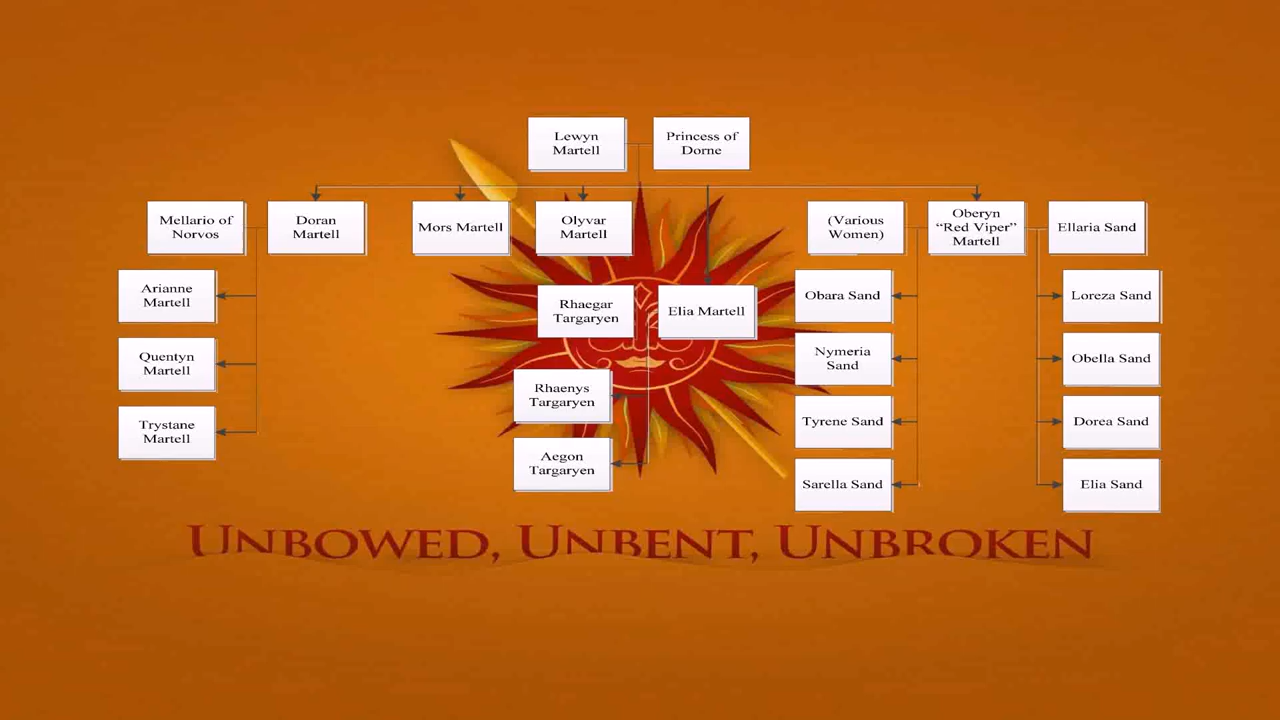 Lewyn
Martell
Princess of
Dorne
Mellario of
Norvos
Doran
Martell
Mors Martell
Olyvar
Martell
(Various
Women)
Oberyn
“Red Viper”
Martell
Ellaria Sand
Arianne
Martell
Rhaegar
Targaryen
Elia Martell
Obara Sand
Loreza Sand
Quentyn
Martell
Nymeria
Sand
Obella Sand
Rhaenys
Targaryen
Trystane
Martell
Tyrene Sand
Dorea Sand
Aegon
Targaryen
Sarella Sand
Elia Sand
UNBOWED, UNBENT, UNBROKEN